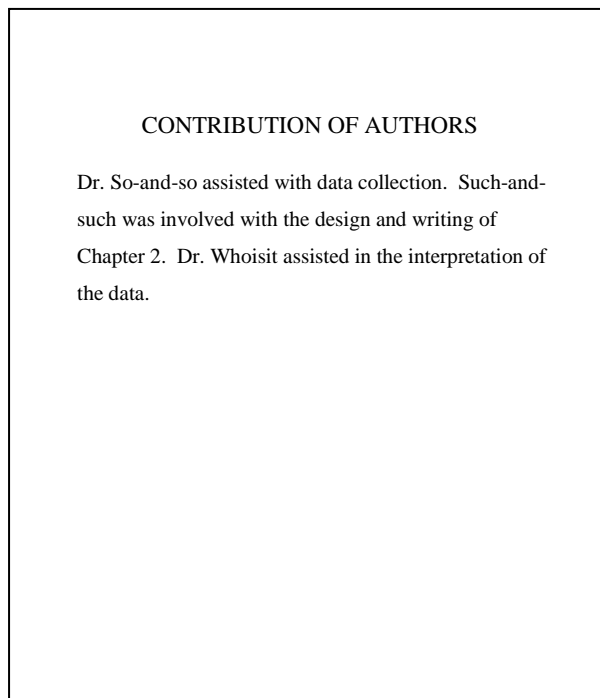 CONTRIBUTION OF AUTHORS
Dr. So-and-so assisted with data collection.  Such-and-
such was involved with the design and writing of
Chapter 2.  Dr. Whoisit assisted in the interpretation of
the data.